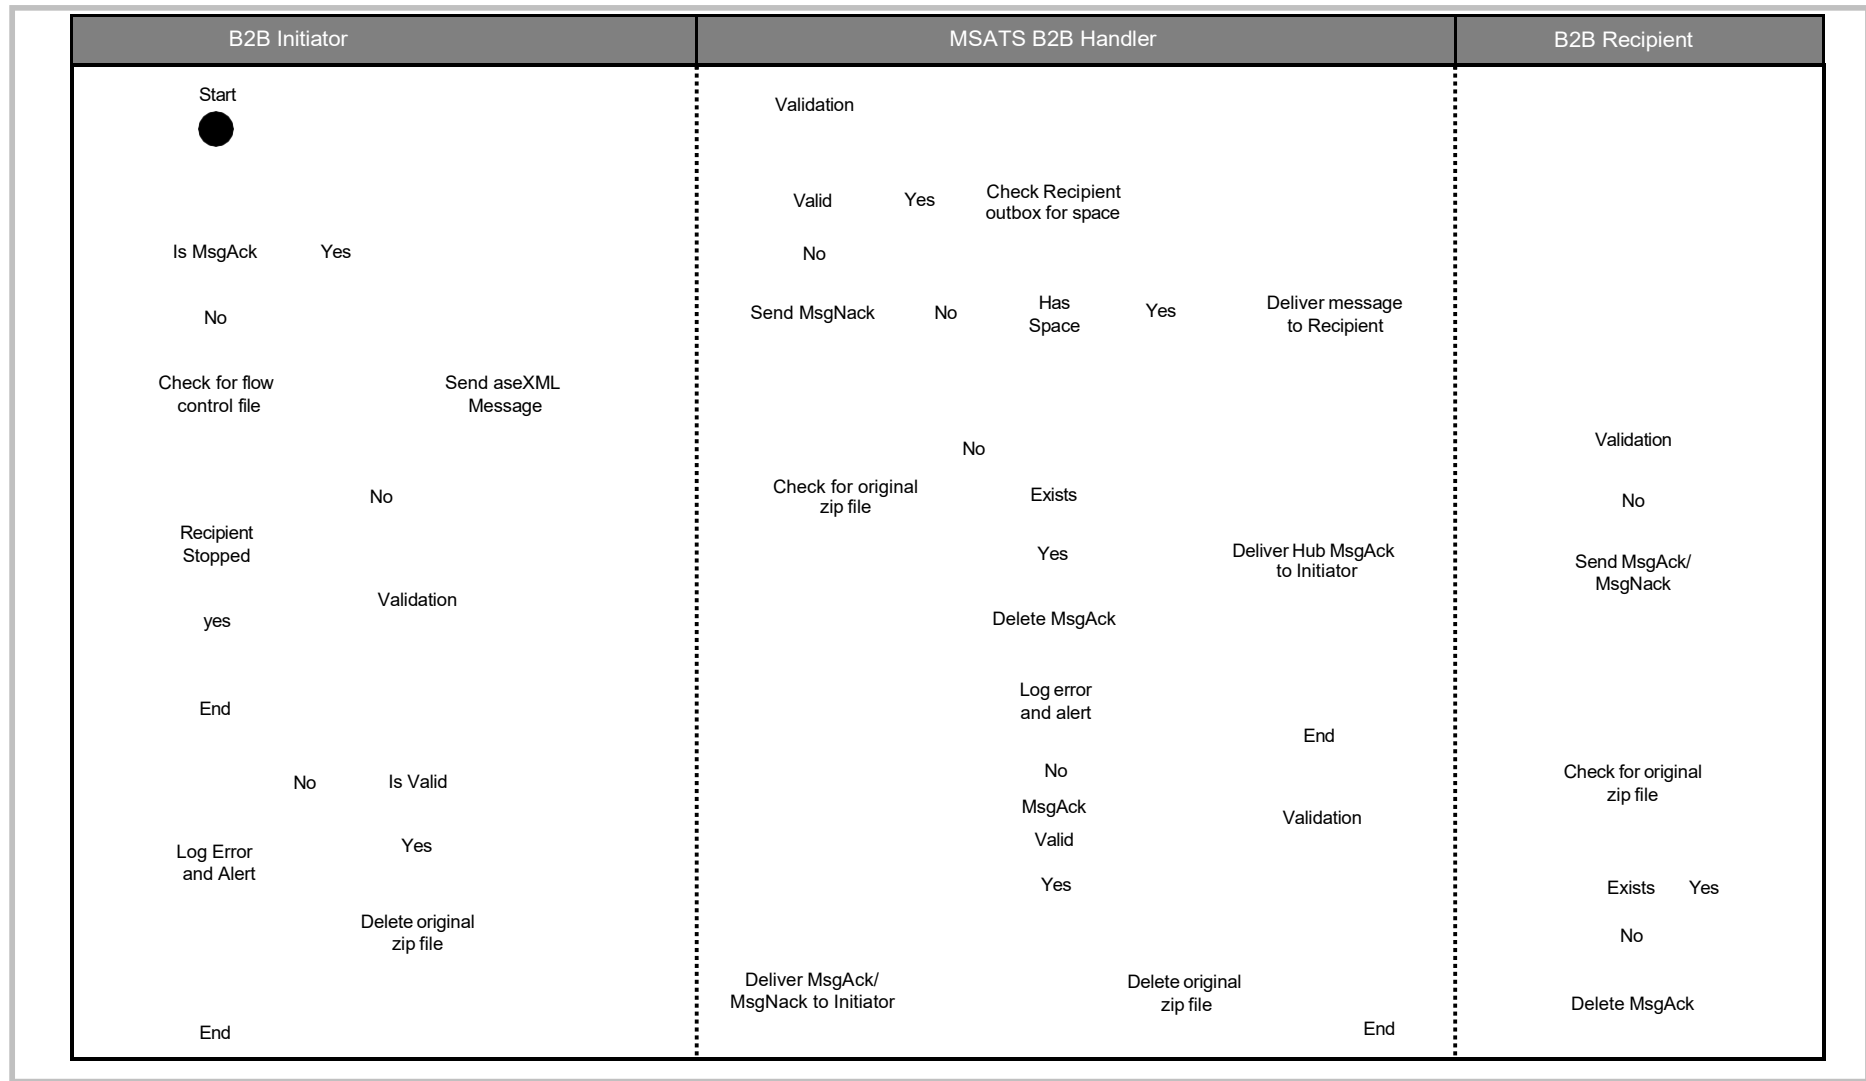 B2B Initiator
MSATS B2B Handler
B2B Recipient
Start
Is MsgAck
Yes
No
Check for flow
control file
Send aseXML
Message
No
Recipient
Stopped
Validation
yes
End
No
Is Valid
Yes
Log Error
and Alert
Delete original
zip file
End
Validation
Valid
Yes
Check Recipient
outbox for space
No
Send MsgNack
No
Has
Space
Yes
Deliver message
to Recipient
No
Check for original
zip file
Exists
Yes
Deliver Hub MsgAck
to Initiator
Delete MsgAck
Log error
and alert
End
No
MsgAck
Valid
Validation
Yes
Deliver MsgAck/
MsgNack to Initiator
Delete original
zip file
End
Validation
No
Send MsgAck/
MsgNack
Check for original
zip file
Exists
Yes
No
Delete MsgAck